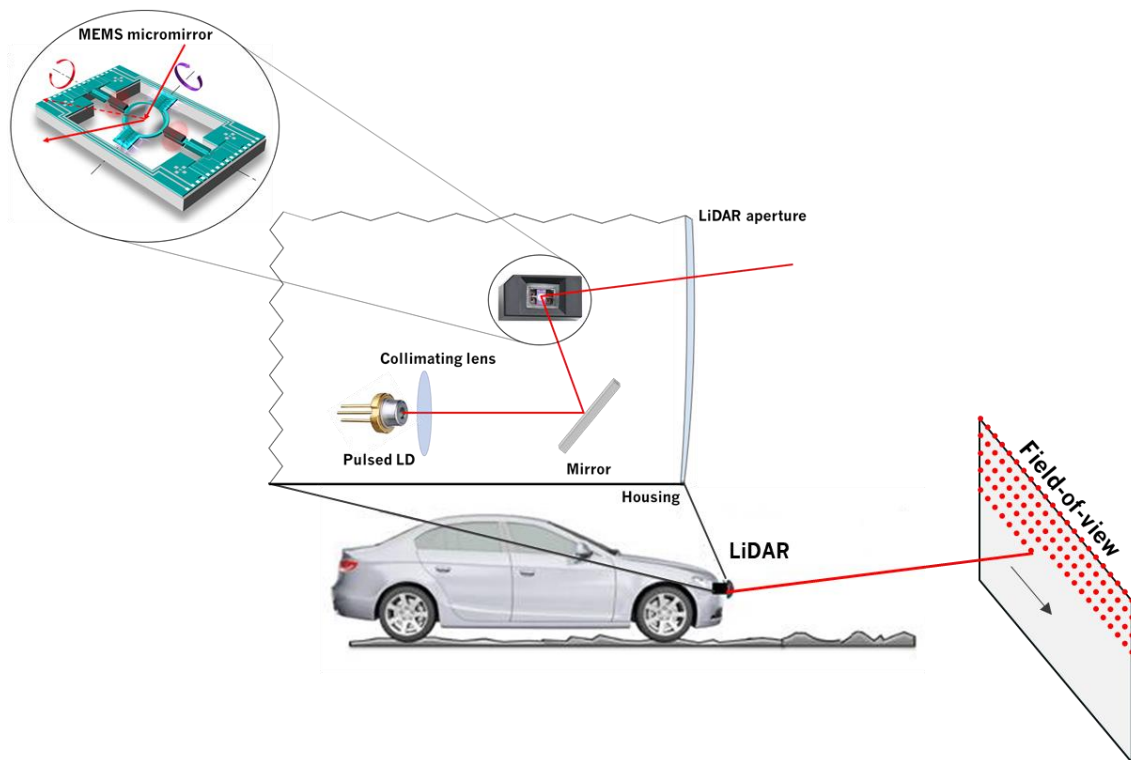 MEMS micromirror
LiDAR aperture
Collimating lens
Pulsed LD
Mirror
Housing
LiDAR
Field-of-view